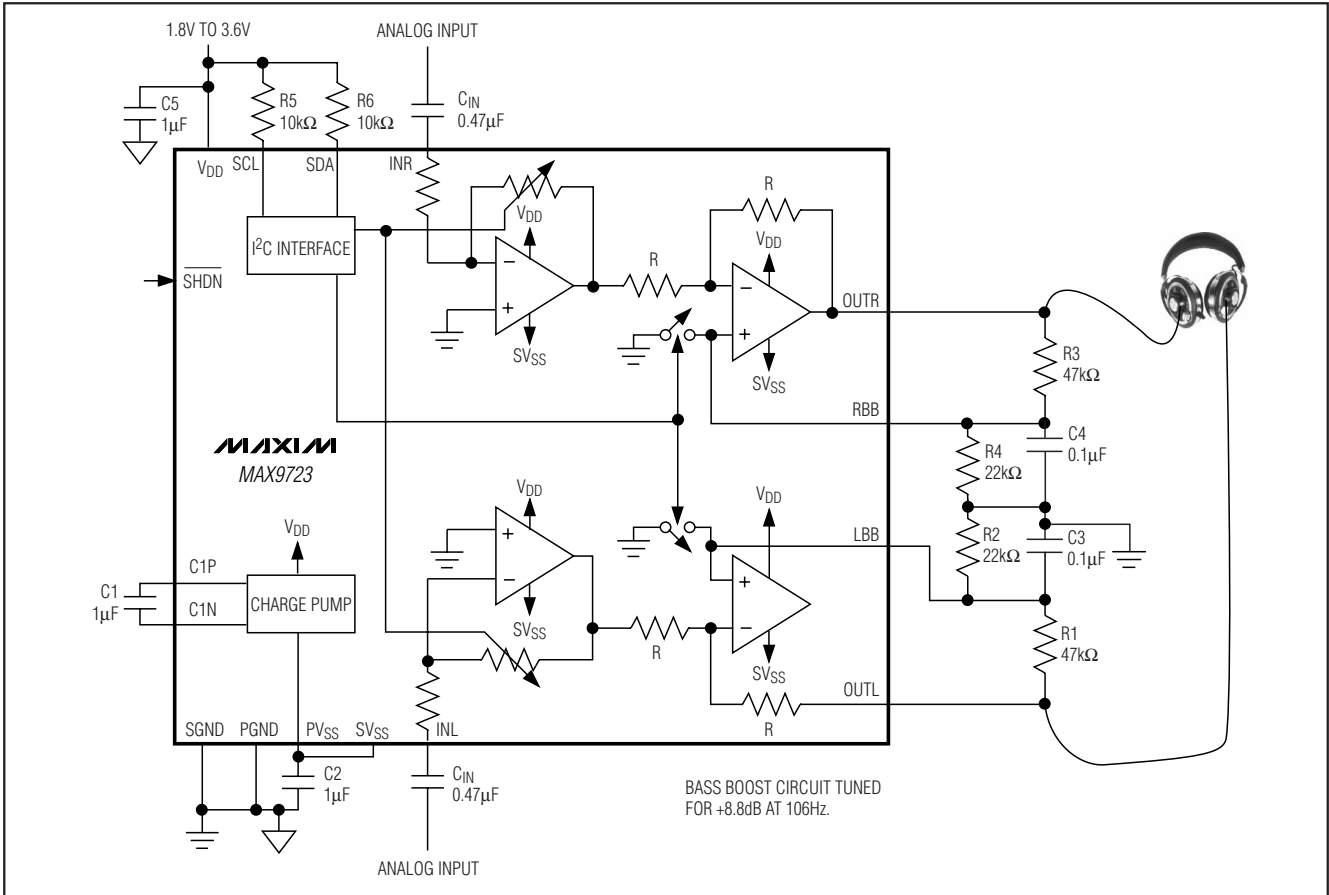 1.8V TO 3.6V
ANALOG INPUT
C5
1μF
R5
10kΩ
R6
10kΩ
CIN
0.47μF
VDD
SCL
SDA
INR
I2C INTERFACE
SHDN
VDD
−
+
SVSS
R
R
VDD
−
+
SVSS
OUTR
R3
47kΩ
RBB
R4
22kΩ
C4
0.1μF
MAXIM
MAX9723
VDD
+
−
SVSS
VDD
+
−
SVSS
LBB
R2
22kΩ
C3
0.1μF
VDD
C1P
C1
1μF
C1N
CHARGE PUMP
R
R1
47kΩ
OUTL
R
SGND
PGND
PVSS
SVSS
INL
C2
1μF
CIN
0.47μF
BASS BOOST CIRCUIT TUNED
FOR +8.8dB AT 106Hz.
ANALOG INPUT